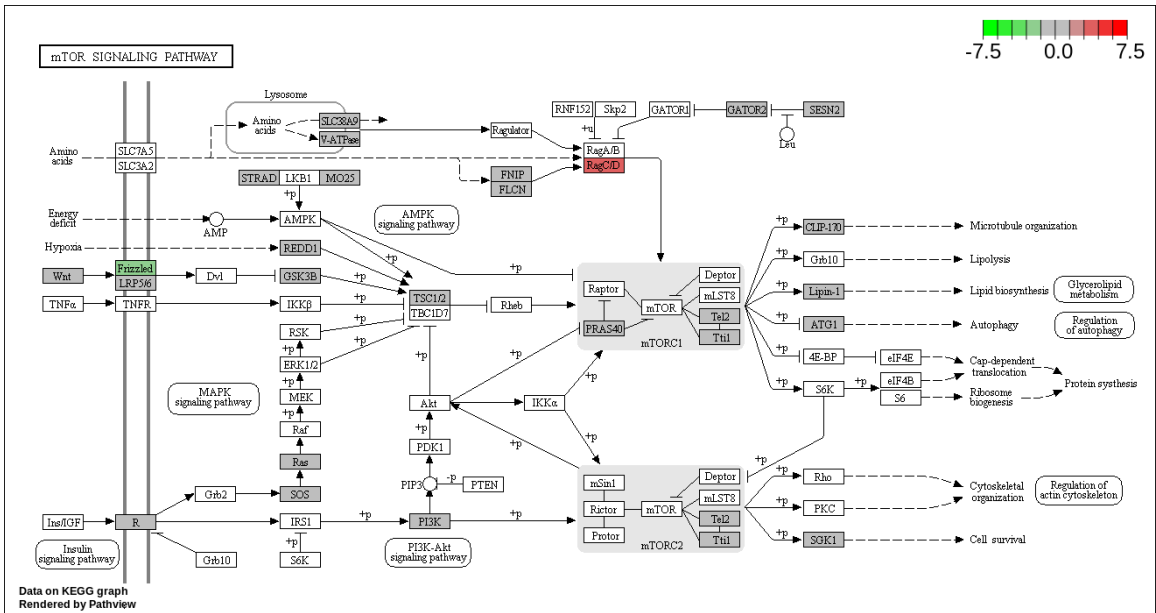 -7.5 0.0 7.5
mTOR SIGNALING PATHWAY
Lysosome
Amino
acids
SLC38A9
V-ATPase
Ragulator
RNF152
Skp2
GATOR1
GATOR2
SESN2
Leu
+u
RagA/B
RagC/D
Amino
acids
SLC7A5
SLC3A2
FNIP
FLCN
STRAD
LKB1
MO25
+p
Energy
deficit
AMP
AMPK
AMPK
signaling pathway
Hypoxia
REDD1
+p
+p
+p
+p
Wnt
Frizzled
LRP5/6
Dvl
GSK3B
+p
TSC1/2
TBC1D7
Rheb
TNFα
TNFR
IKKβ
+p
RSK
+p
+p
ERK1/2
+p
+p
MEK
+p
Raf
Ras
SOS
Grb2
MAPK
signaling pathway
Raptor
Deptor
mTOR
mLST8
Tel2
Tti1
PRAS40
mTORC1
+p
CLIP-170
Microtubule organization
+p
Grb10
Lipolysis
+p
Lipin-1
Lipid biosynthesis
Glycerolipid
metabolism
+p
ATG1
Autophagy
Regulation
of autophagy
+p
4E-BP
eIF4E
Cap-dependent
translocation
+p
S6K
+p
eIF4B
S6
Ribosome
biogenesis
Protein systhesis
+p
+p
+p
Akt
IKKα
+p
+p
PDK1
+p
+p
PIP3
-p
PTEN
+p
mSin1
Rictor
Protor
Deptor
mTOR
mLST8
Tel2
Tti1
mTORC2
+p
+p
Rho
+p
PKC
+p
SGK1
Cytoskeletal
organization
Regulation of
actin cytoskeleton
Cell survival
Ins/IGF
R
IRS1
+p
PI3K
+p
Insulin
signaling pathway
Grb10
+p
S6K
PI3K-Akt
signaling pathway
Data on KEGG graph
Rendered by Pathview